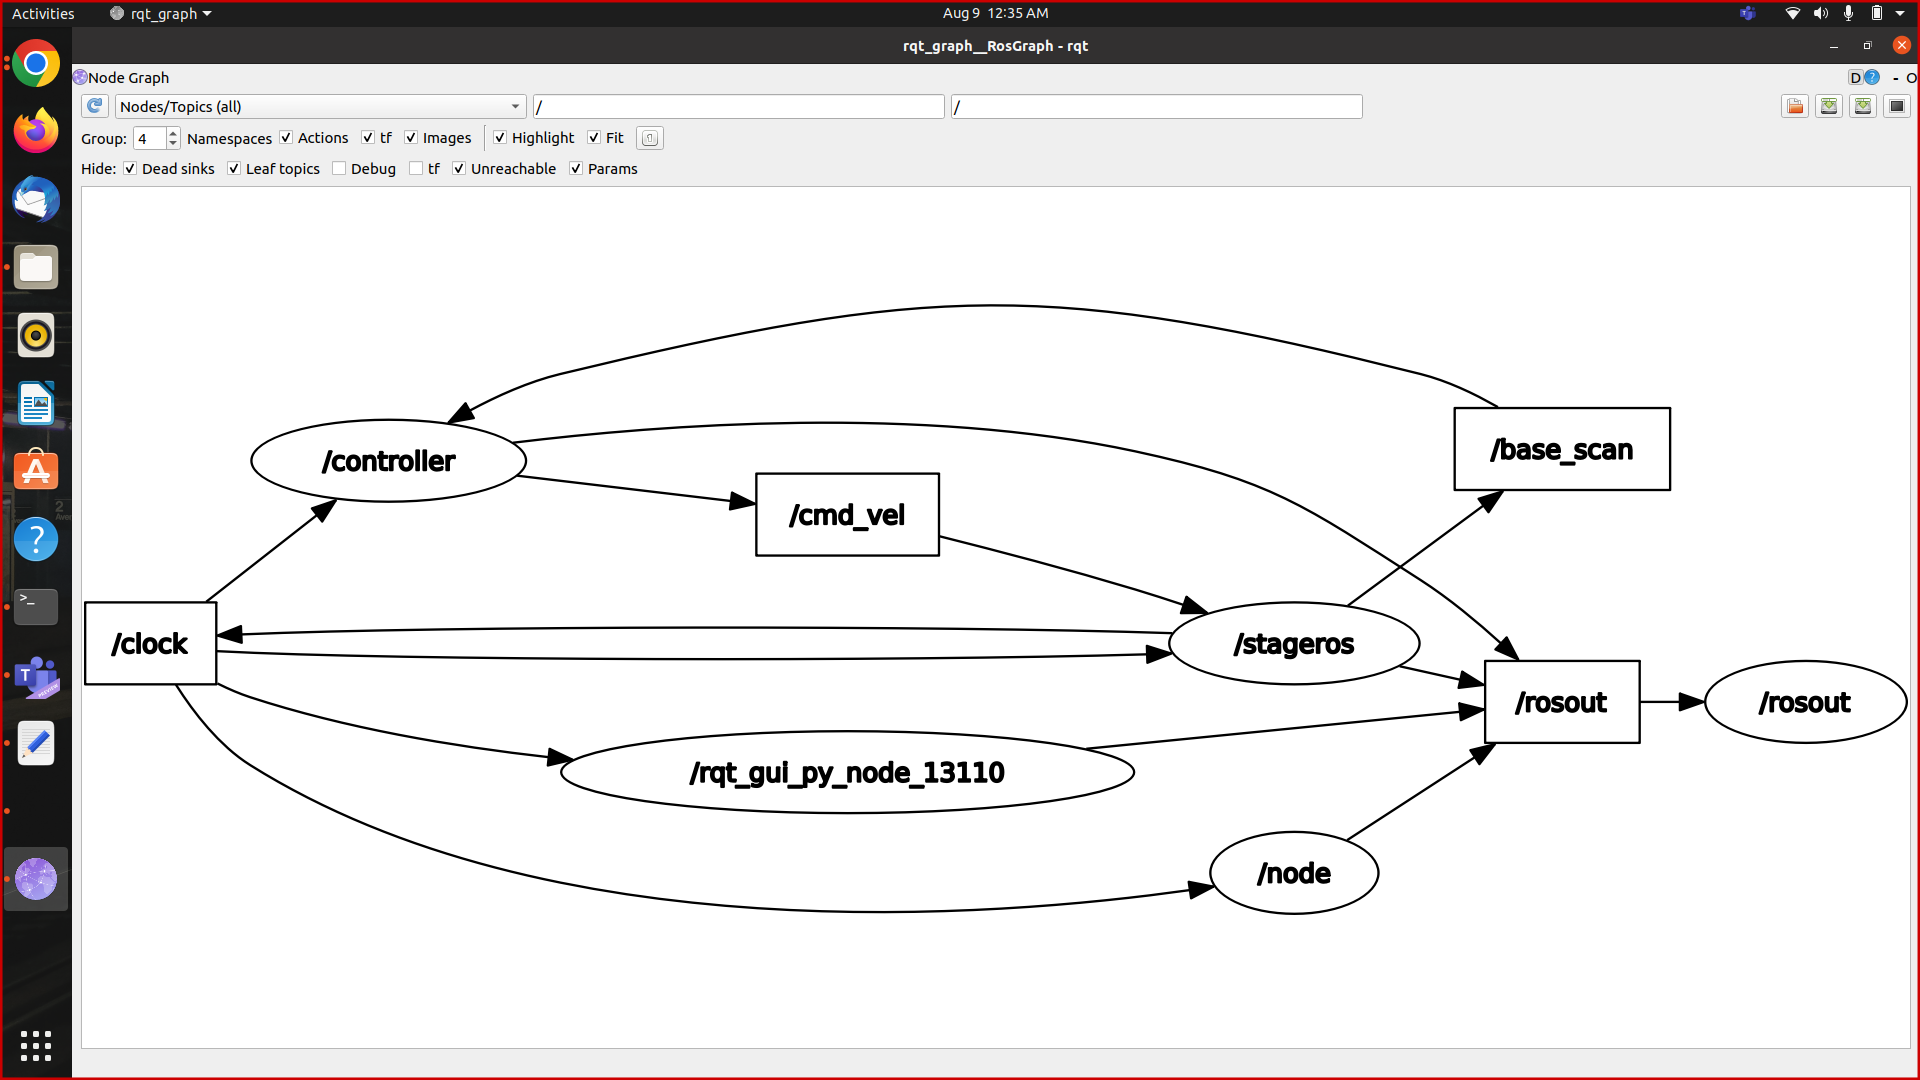 Activities rqt_graph Aug 9 12:35 AM
rqt_graph__RosGraph - rqt
Node Graph D ? - O
Nodes/Topics (all) / /
Group: 4 Namespaces Actions tf Images Highlight Fit
Hide: Dead sinks Leaf topics Debug tf Unreachable Params
/controller
/base_scan
/cmd_vel
/clock
/stageros
/rosout
/rosout
/rqt_gui_py_node_13110
/node